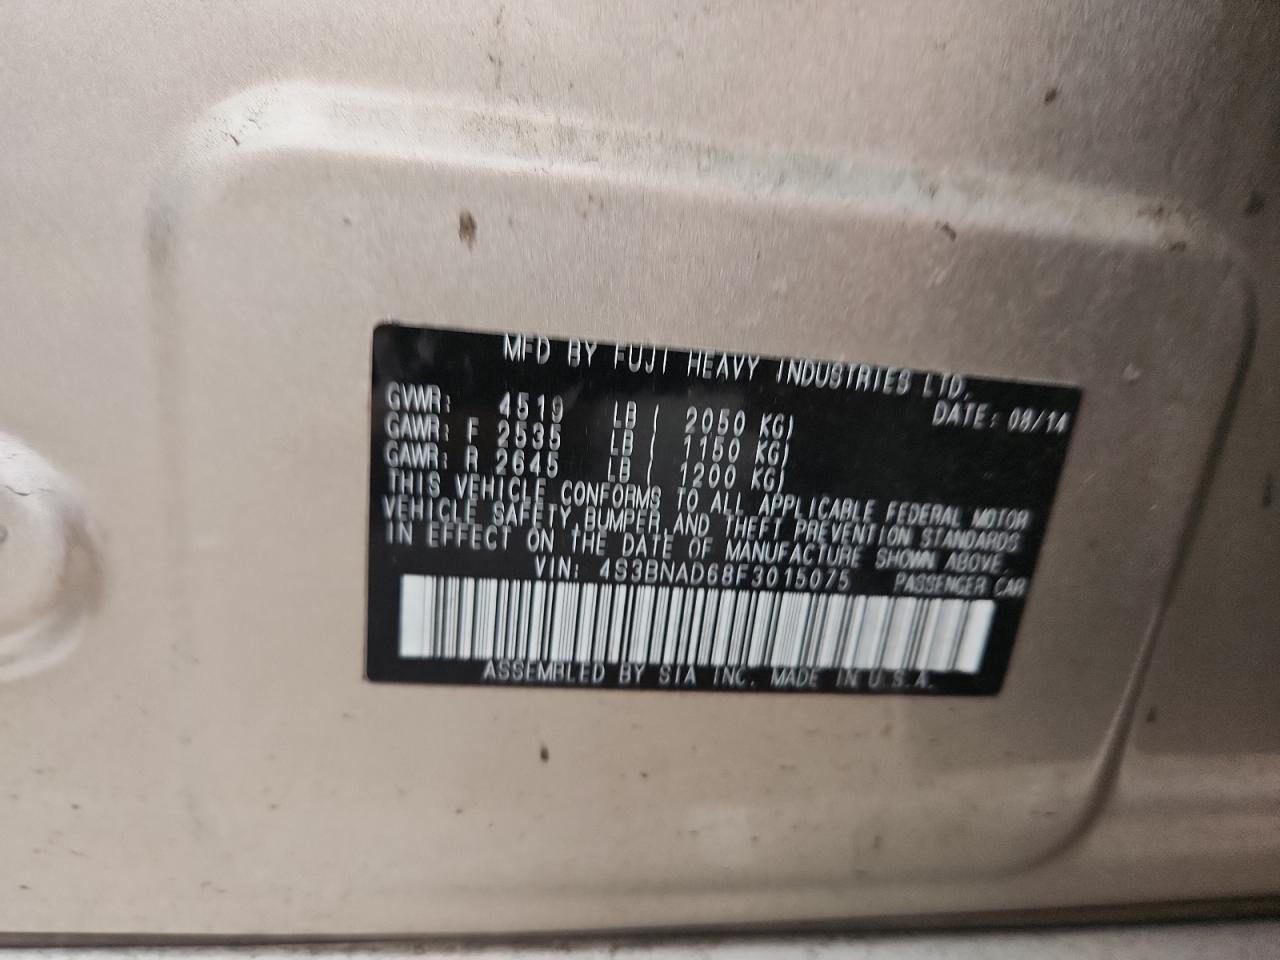 MFD BY FUJI HEAVY INDUSTRIES LTD.
DATE: 08/14
GVWR: 4519 LB ( 2050 KG)
GAWR: F 2535 LB ( 1150 KG)
GAWR: R 2645 LB ( 1200 KG)
THIS VEHICLE CONFORMS TO ALL APPLICABLE FEDERAL MOTOR
VEHICLE SAFETY, BUMPER, AND THEFT PREVENTION STANDARDS
IN EFFECT ON THE DATE OF MANUFACTURE SHOWN ABOVE.
VIN: 4S3BNAD68F3015075 PASSENGER CAR
ASSEMBLED BY SIA INC. MADE IN U.S.A.